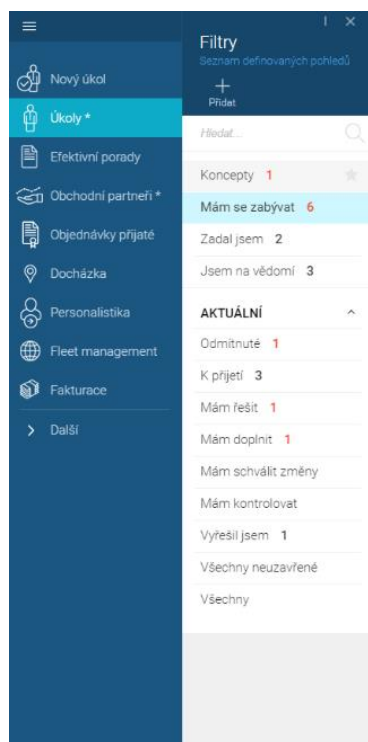 Nový úkol
Úkoly *
Efektivní porady
Obchodní partneři *
Objednávky přijaté
Docházka
Personalistika
Fleet management
Fakturace
Další
Filtry
Seznam definovaných pohledů
Přidat
Hledat...
Koncepty 1
Mám se zabývat 6
Zadal jsem 2
Jsem na vědomí 3
AKTUÁLNÍ
Odmítnuté 1
K přijetí 3
Mám řešit 1
Mám doplnit 1
Mám schválit změny
Mám kontrolovat
Vyřešil jsem 1
Všechny neuzavřené
Všechny